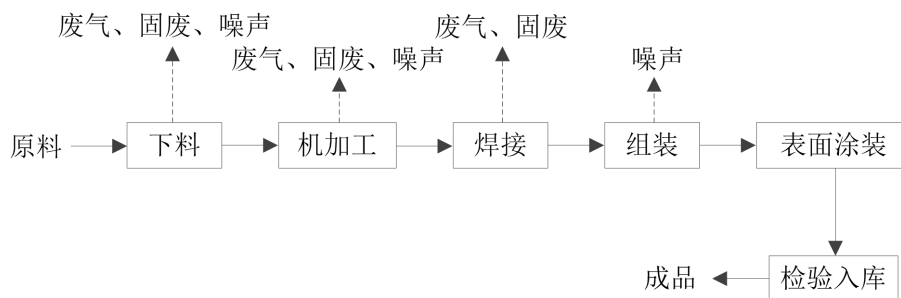 废气、固废、噪声
废气、固废、噪声
废气、固废
噪声
原料
下料
机加工
焊接
组装
表面涂装
成品
检验入库